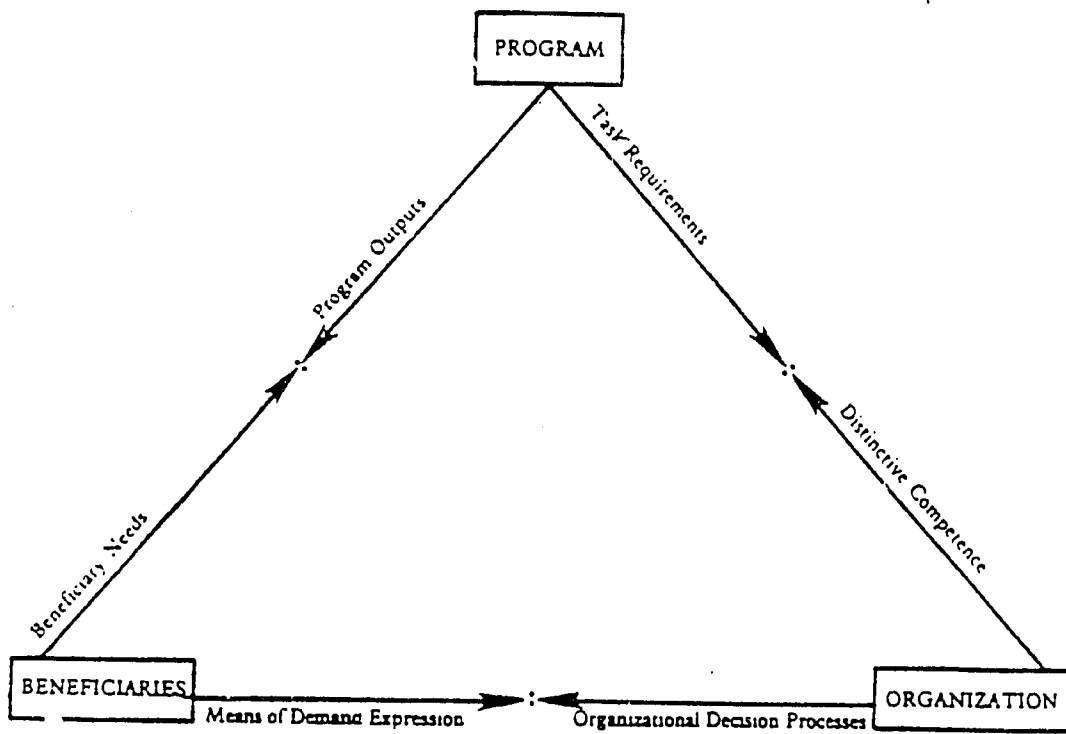 PROGRAM
Task Requirements
Program Outputs
Distinctive Competence
Beneficiary Needs
BENEFICIARIES
ORGANIZATION
Means of Demand Expression
Organizational Decision Processes